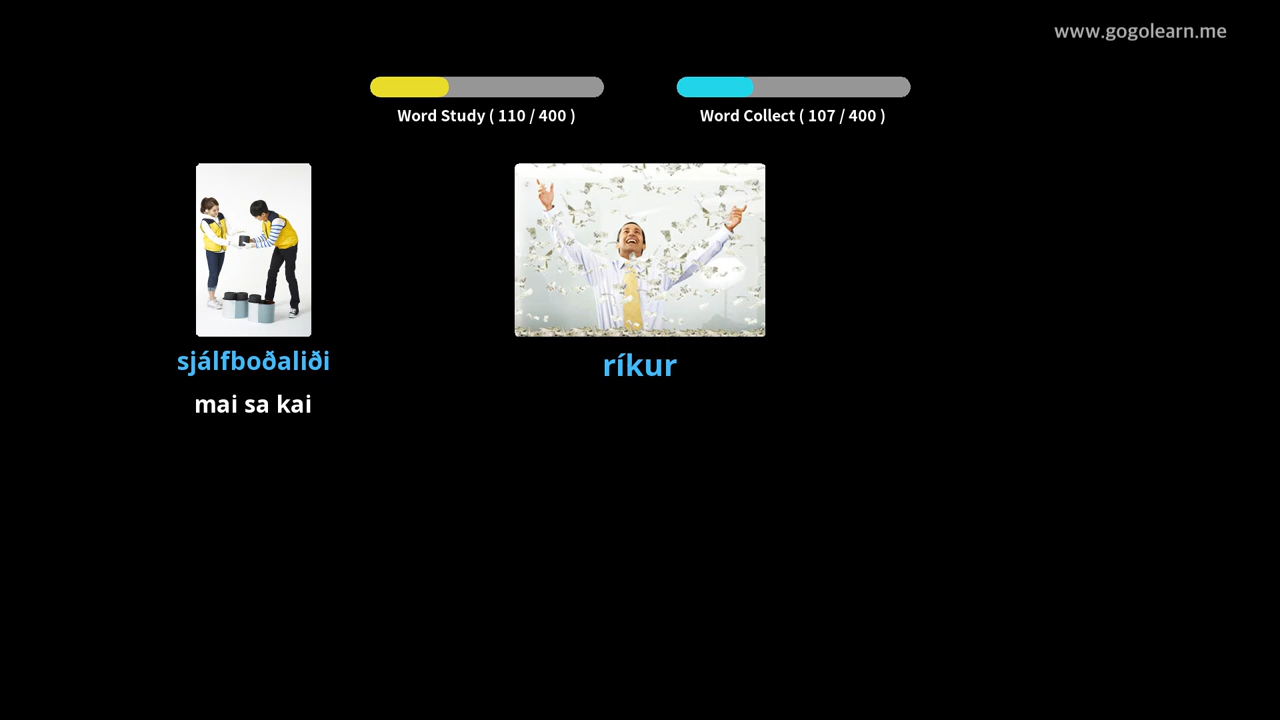 www.gogolearn.me
Word Study ( 110 / 400 )
Word Collect ( 107 / 400 )
sjálfboðaliði
mai sa kai
ríkur